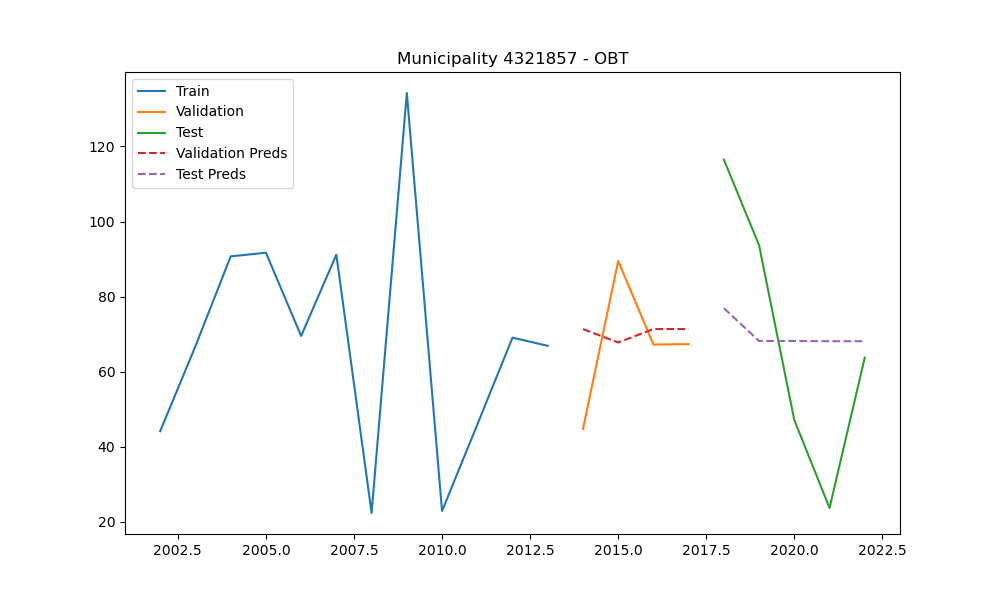 Municipality 4321857 - OBT
Train
Validation
Test
Validation Preds
Test Preds
120
100
80
60
40
20
2002.5 2005.0 2007.5 2010.0 2012.5 2015.0 2017.5 2020.0 2022.5